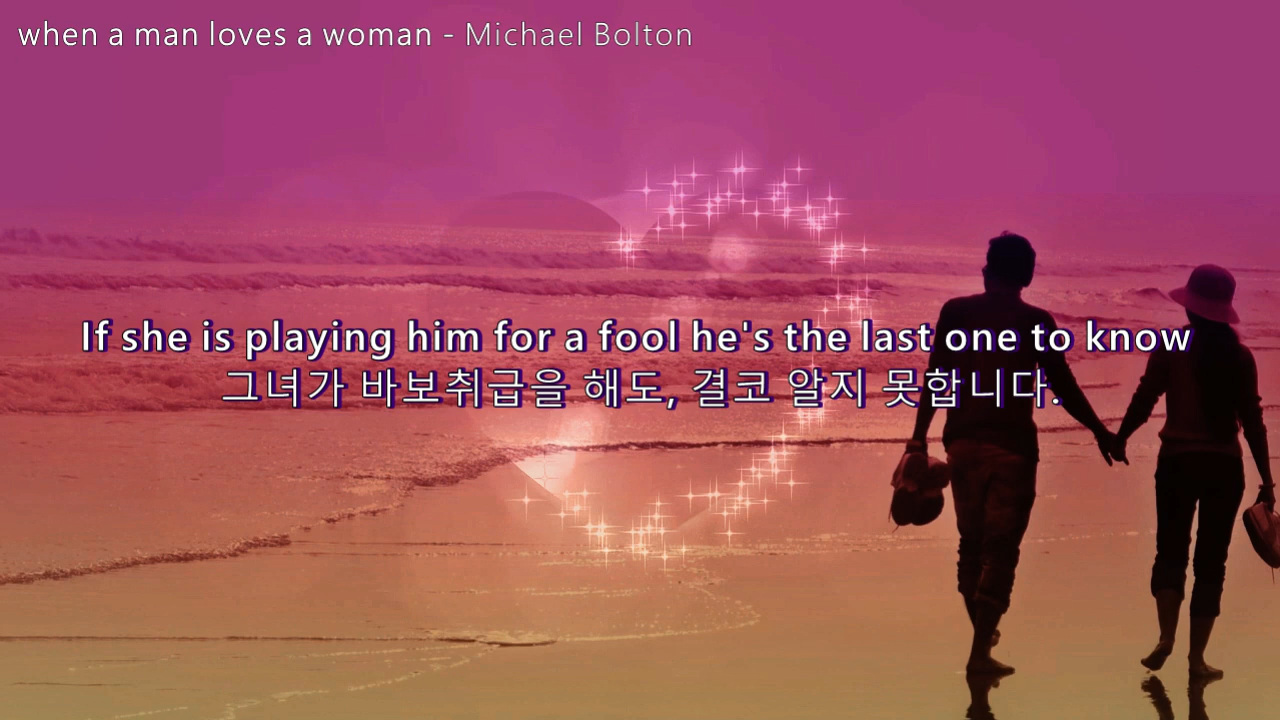 when a man loves a woman - Michael Bolton
If she is playing him for a fool he's the last one to know
그녀가 바보취급을 해도, 결코 알지 못합니다.